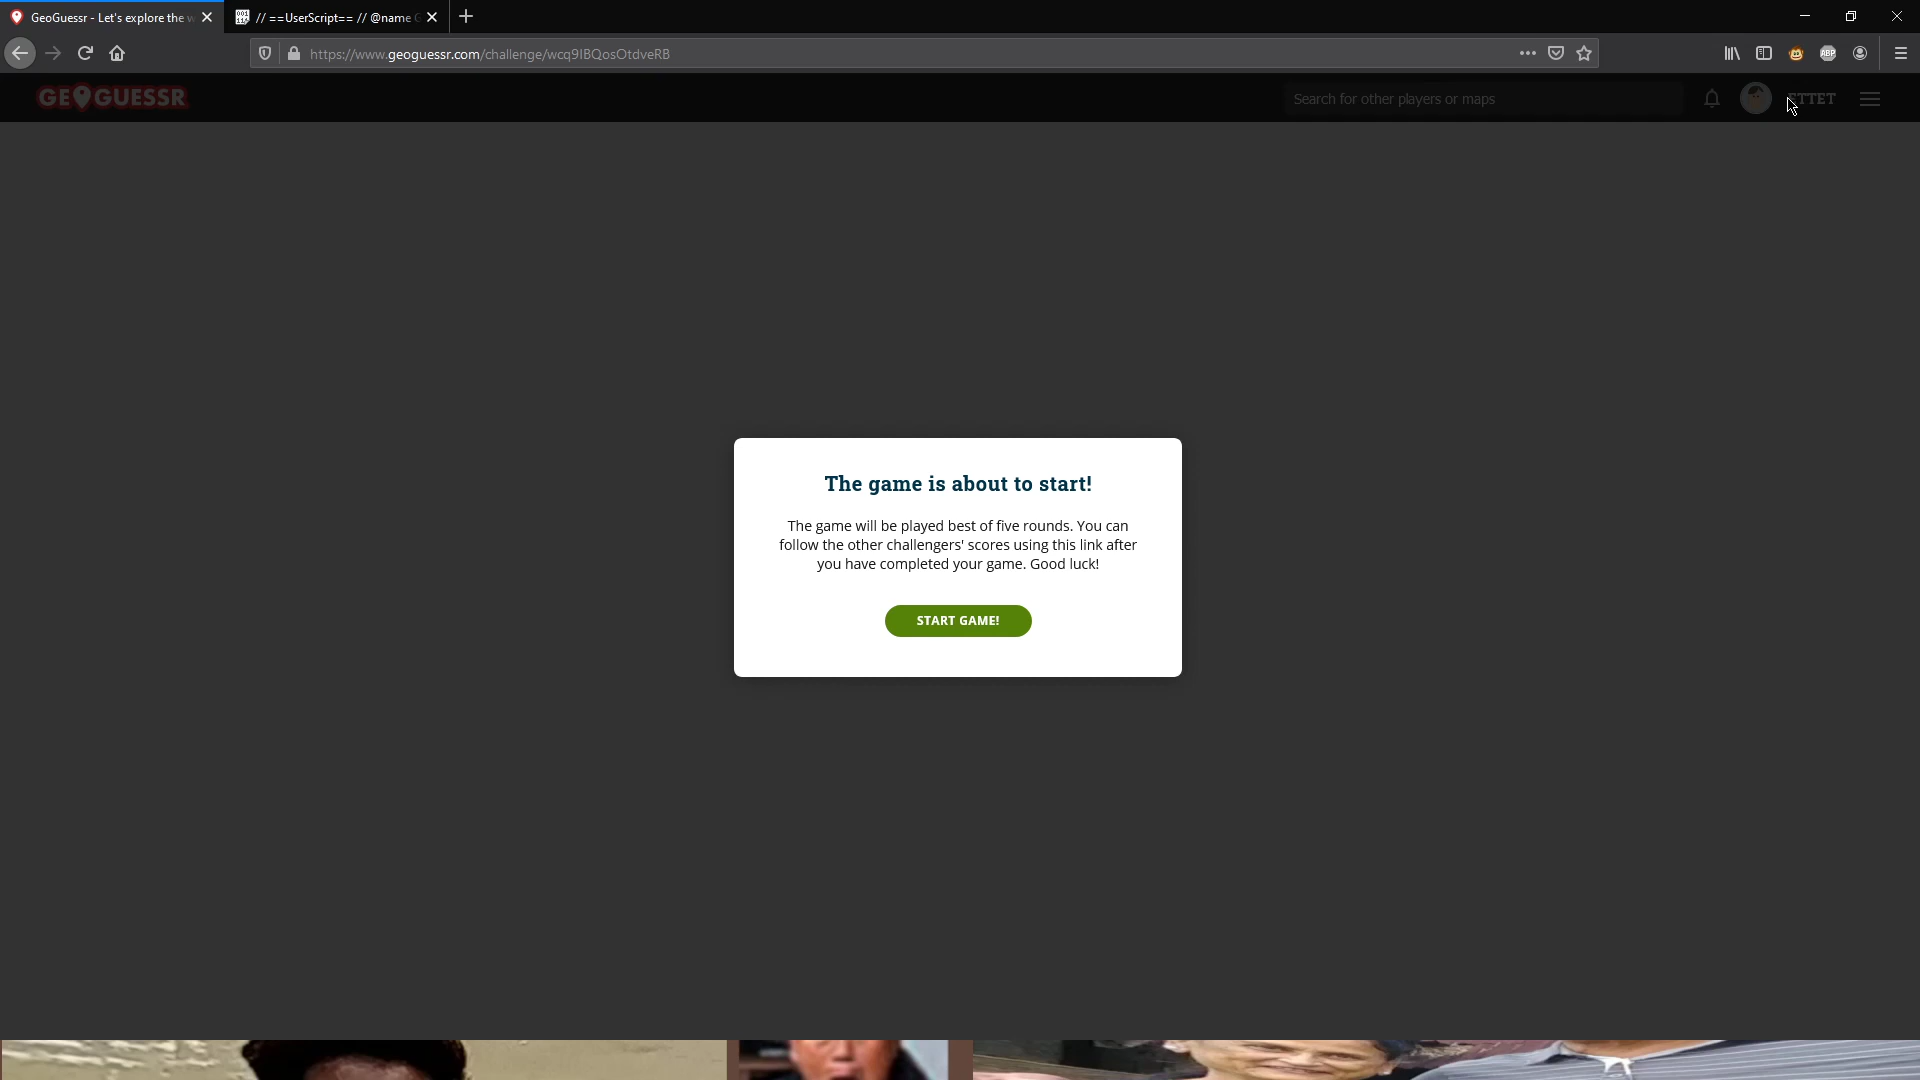 GeoGuessr - Let's explore the w
// ==UserScript== // @name G
https://www.geoguessr.com/challenge/wcq9IBQosOtdveRB
ABP
GEOGUESSR
Search for other players or maps
ETTET
The game is about to start!
The game will be played best of five rounds. You can
follow the other challengers' scores using this link after
you have completed your game. Good luck!
START GAME!